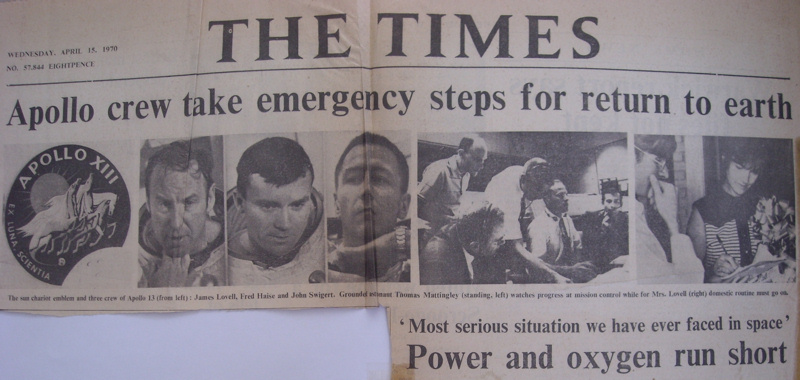 THE TIMES
WEDNESDAY, APRIL 15, 1970
NO. 57,844 EIGHTPENCE
Apollo crew take emergency steps for return to earth
APOLLO XIII
EX LUNA SCIENTIA
The sun chariot emblem and three crew of Apollo 13 (from left): James Lovell, Fred Haise and John Swigert. Grounded Thomas Mattingley (standing, left) watches progress at mission control while for Mrs. Lovell (right) domestic routine must go on.
'Most serious situation we have ever faced in space'
Power and oxygen run short